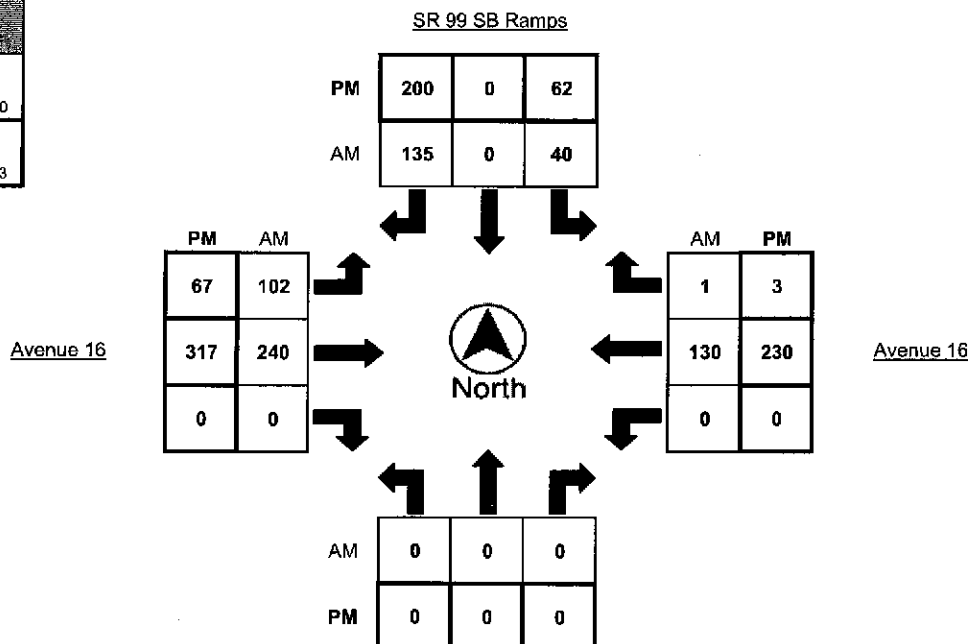 SR 99 SB Ramps
PM 200 0 62
0
AM 135 0 40
3
PM AM
AM PM
67 102
1 3
Avenue 16
317 240
North
130 230
Avenue 16
0 0
0 0
AM 0 0 0
PM 0 0 0